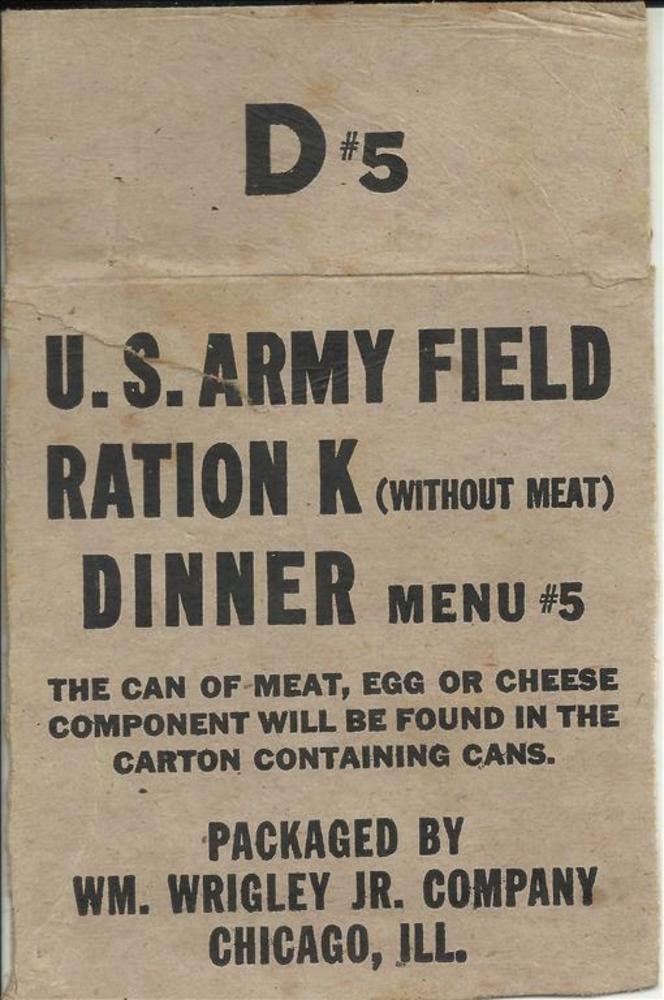 D #5
U.S. ARMY FIELD
RATION K (WITHOUT MEAT)
DINNER MENU #5
THE CAN OF MEAT, EGG OR CHEESE
COMPONENT WILL BE FOUND IN THE
CARTON CONTAINING CANS.
PACKAGED BY
WM. WRIGLEY JR. COMPANY
CHICAGO, ILL.